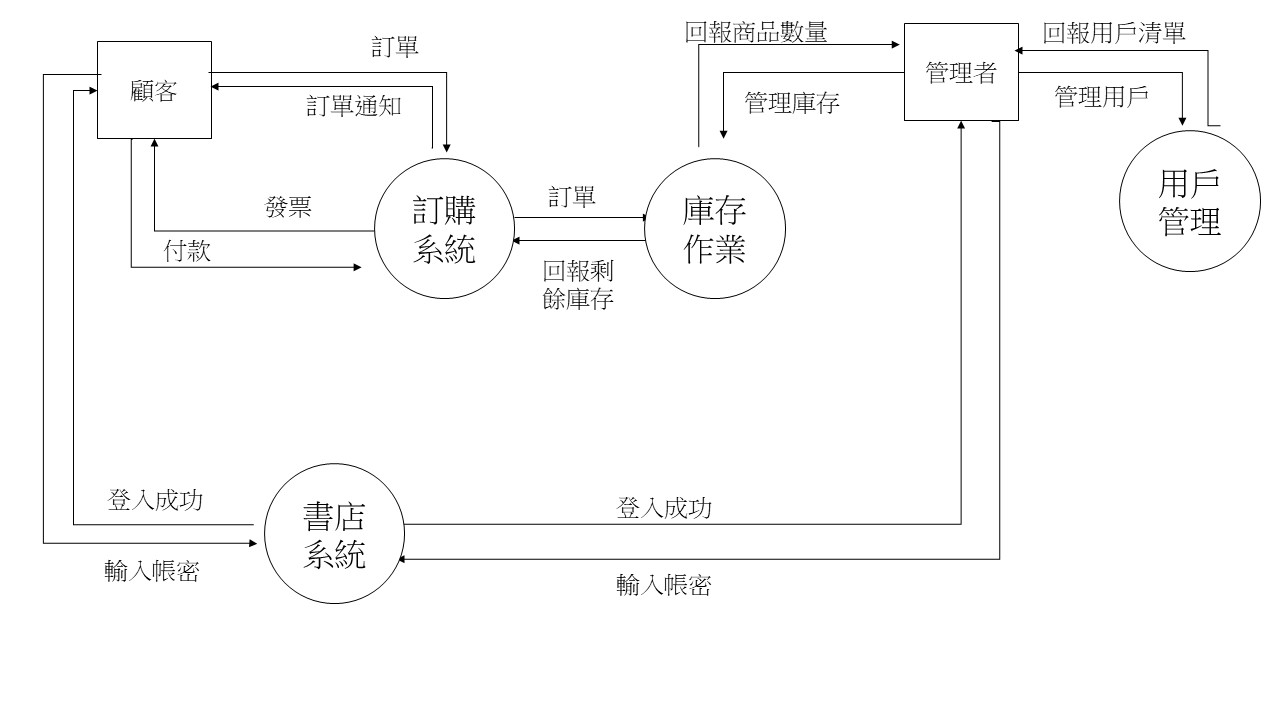 回報商品數量
回報用戶清單
訂單
顧客
管理者
訂單通知
管理庫存
管理用戶
發票
訂購
系統
訂單
庫存
作業
用戶
管理
付款
回報剩
餘庫存
登入成功
書店
系統
登入成功
輸入帳密
輸入帳密